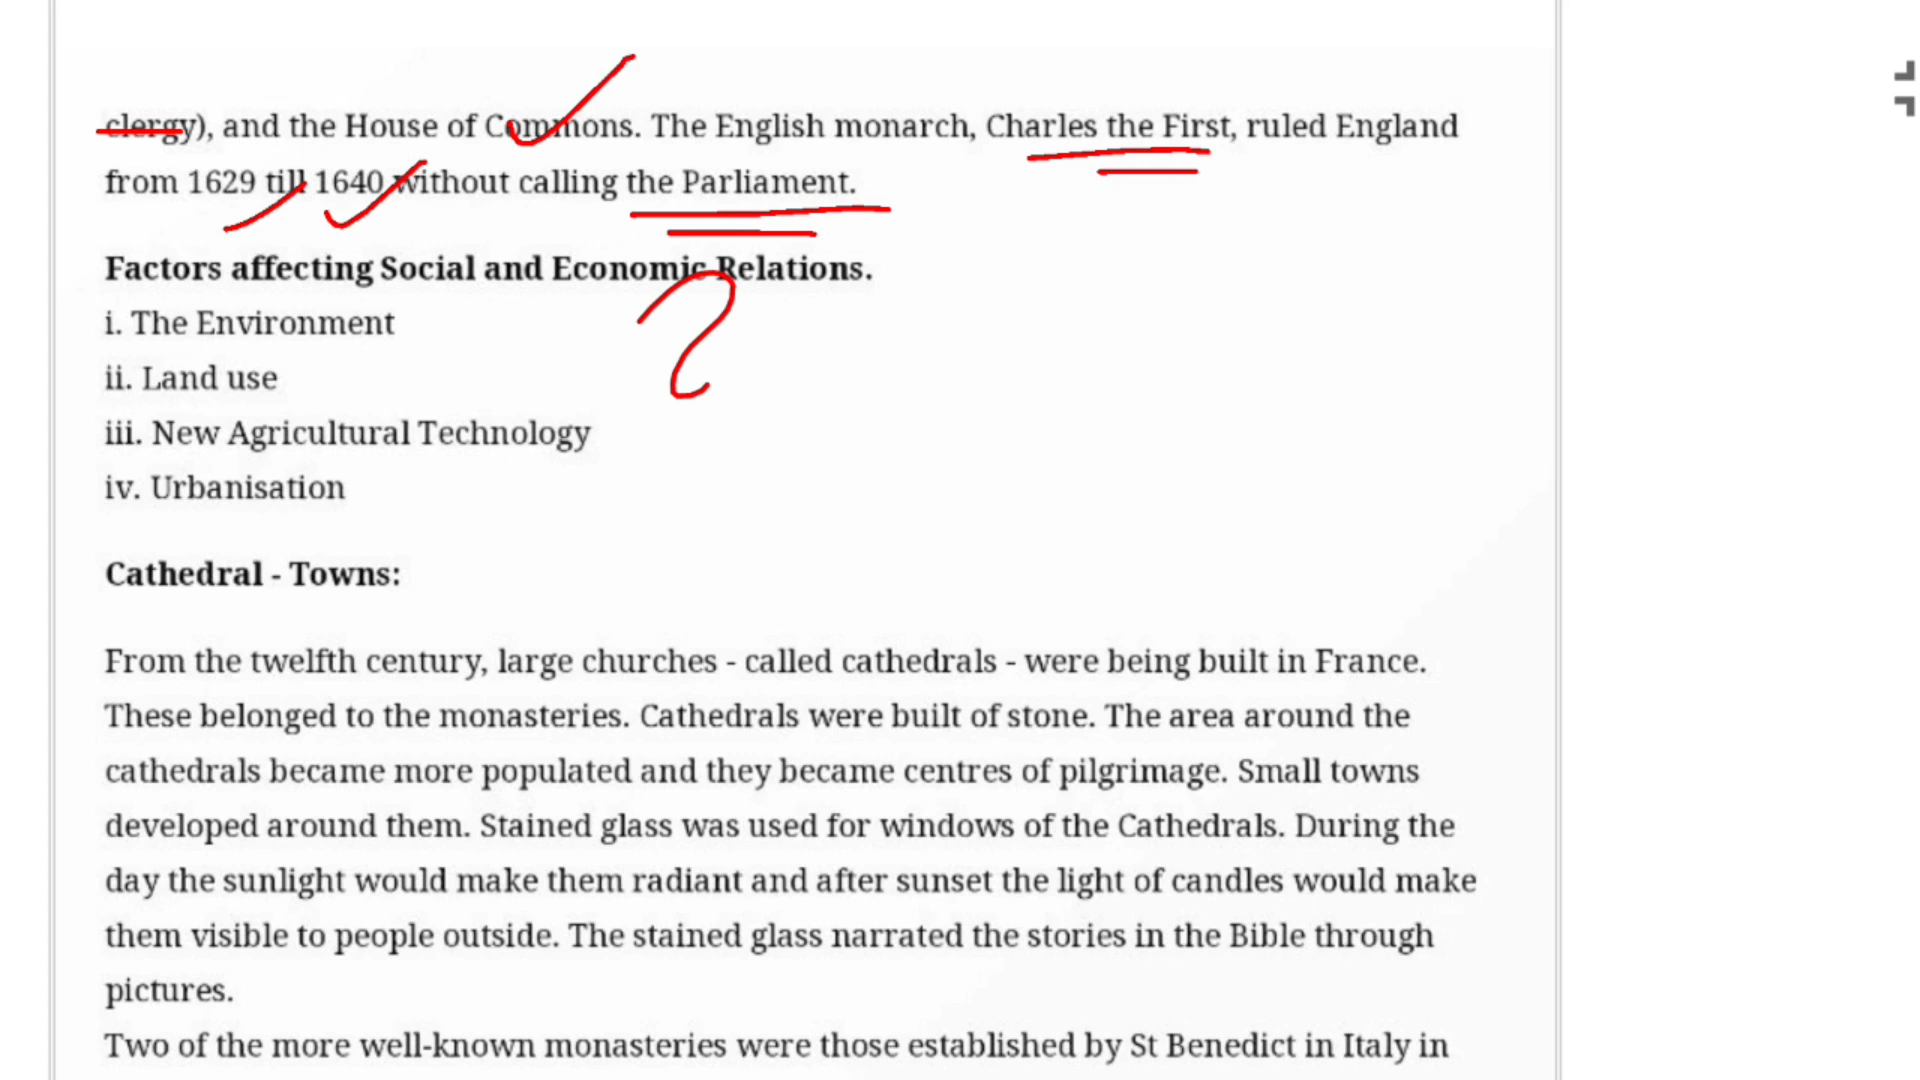 clergy), and the House of Commons. The English monarch, Charles the First, ruled England
from 1629 till 1640 without calling the Parliament.
Factors affecting Social and Economic Relations.
i. The Environment
ii. Land use
iii. New Agricultural Technology
iv. Urbanisation
Cathedral - Towns:
From the twelfth century, large churches - called cathedrals - were being built in France.
These belonged to the monasteries. Cathedrals were built of stone. The area around the
cathedrals became more populated and they became centres of pilgrimage. Small towns
developed around them. Stained glass was used for windows of the Cathedrals. During the
day the sunlight would make them radiant and after sunset the light of candles would make
them visible to people outside. The stained glass narrated the stories in the Bible through
pictures.
Two of the more well-known monasteries were those established by St Benedict in Italy in